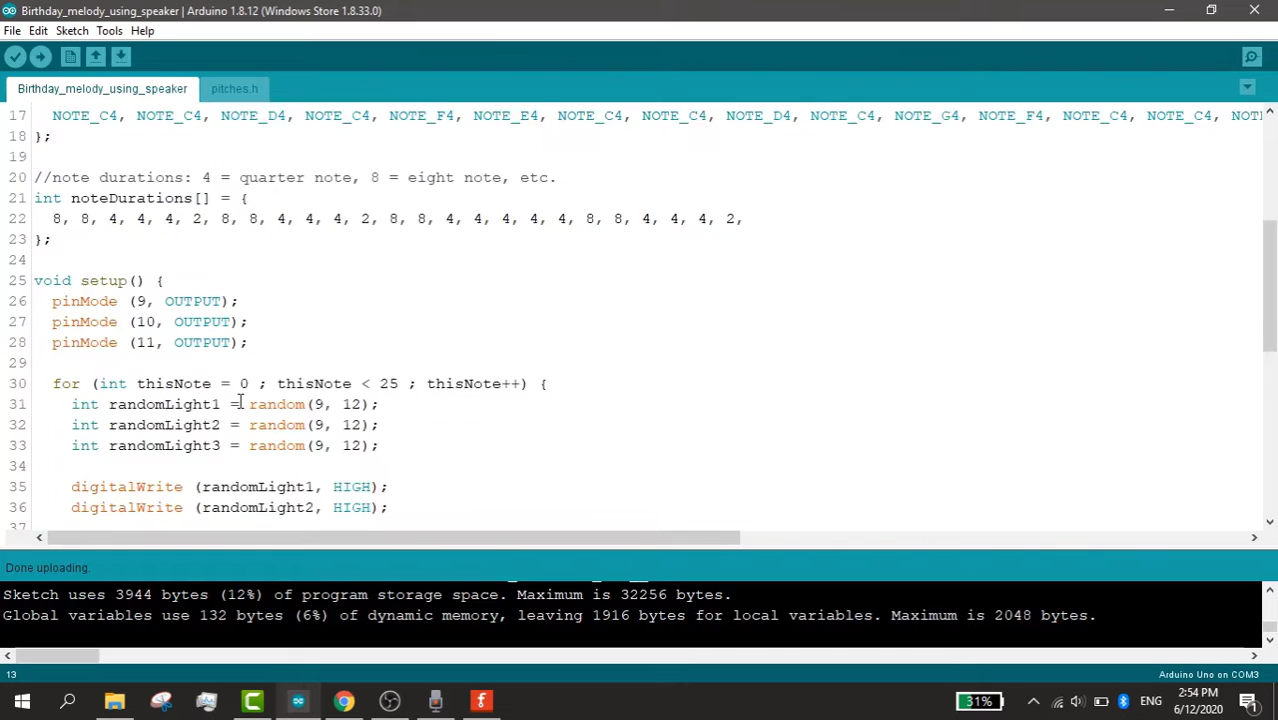 Birthday_melody_using_speaker | Arduino 1.8.12 (Windows Store 1.8.33.0)
File Edit Sketch Tools Help
Birthday_melody_using_speaker pitches.h
17 NOTE_C4, NOTE_C4, NOTE_D4, NOTE_C4, NOTE_F4, NOTE_E4, NOTE_C4, NOTE_C4, NOTE_D4, NOTE_C4, NOTE_G4, NOTE_F4, NOTE_C4, NOTE_C4,
18 };
19
20 //note durations: 4 = quarter note, 8 = eight note, etc.
21 int noteDurations[] = {
22 8, 8, 4, 4, 4, 2, 8, 8, 4, 4, 4, 2, 8, 8, 4, 4, 4, 4, 4, 8, 8, 4, 4, 4, 2,
23 };
24
25 void setup() {
26 pinMode (9, OUTPUT);
27 pinMode (10, OUTPUT);
28 pinMode (11, OUTPUT);
29
30 for (int thisNote = 0 ; thisNote < 25 ; thisNote++) {
31 int randomLight1 = random(9, 12);
32 int randomLight2 = random(9, 12);
33 int randomLight3 = random(9, 12);
34
35 digitalWrite (randomLight1, HIGH);
36 digitalWrite (randomLight2, HIGH);
37
Done uploading.
Sketch uses 3944 bytes (12%) of program storage space. Maximum is 32256 bytes.
Global variables use 132 bytes (6%) of dynamic memory, leaving 1916 bytes for local variables. Maximum is 2048 bytes.
13 Arduino Uno on COM3
31% ENG 2:54 PM
6/12/2020